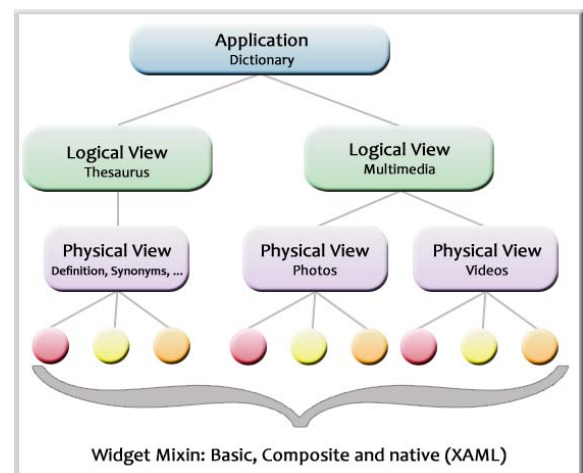 Application
Dictionary
Logical View
Thesaurus
Logical View
Multimedia
Physical View
Definition, Synonyms, ...
Physical View
Photos
Physical View
Videos
Widget Mixin: Basic, Composite and native (XAML)